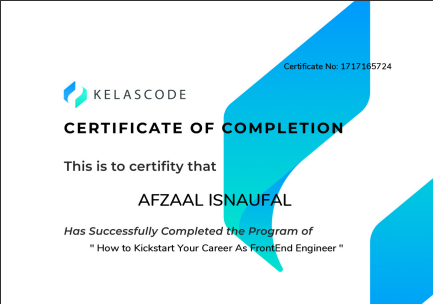 Certificate No: 1717165724
KELASCODE
CERTIFICATE OF COMPLETION
This is to certifity that
AFZAAL ISNAUFAL
Has Successfully Completed the Program of
" How to Kickstart Your Career As FrontEnd Engineer "